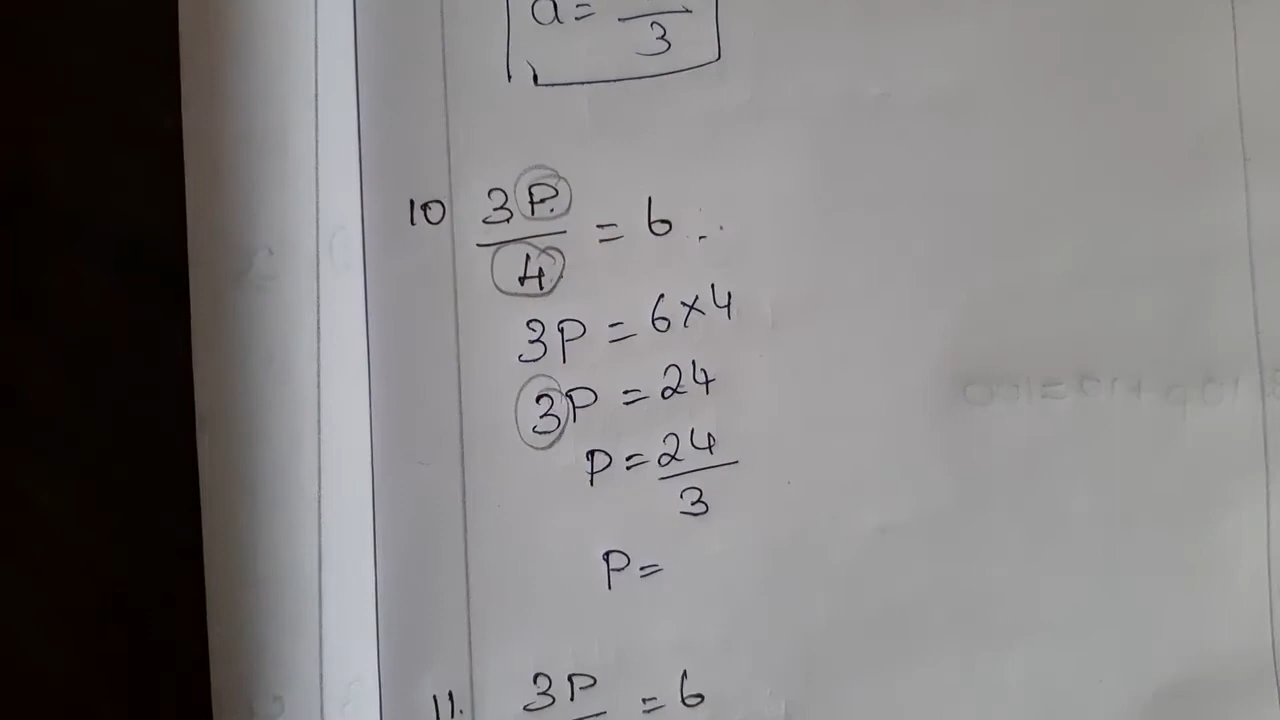 a = — 3
10 3P/4 = 6
3P = 6×4
3P = 24
P = 24/3
P =
11. 3P = 6